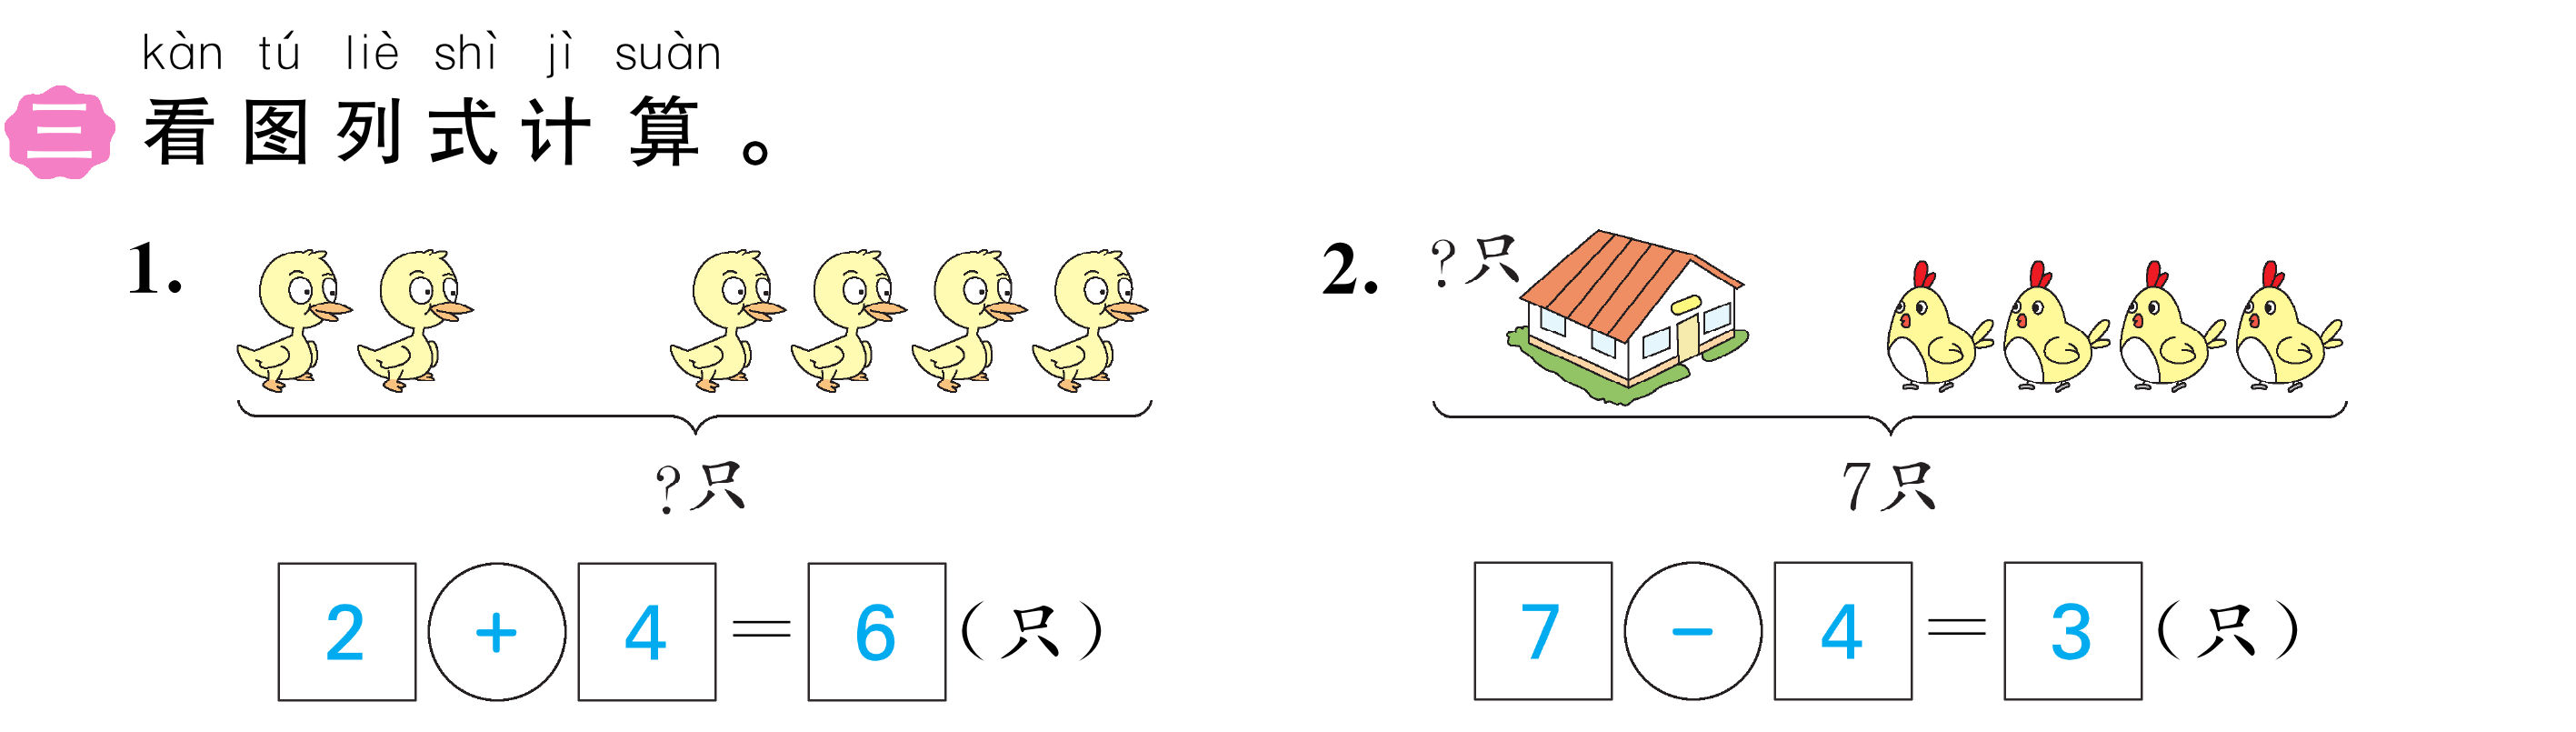 kàn tú liè shì jì suàn
三 看图列式计算。
1.
?只
2 + 4 = 6 (只)
2. ?只
7只
7 - 4 = 3 (只)